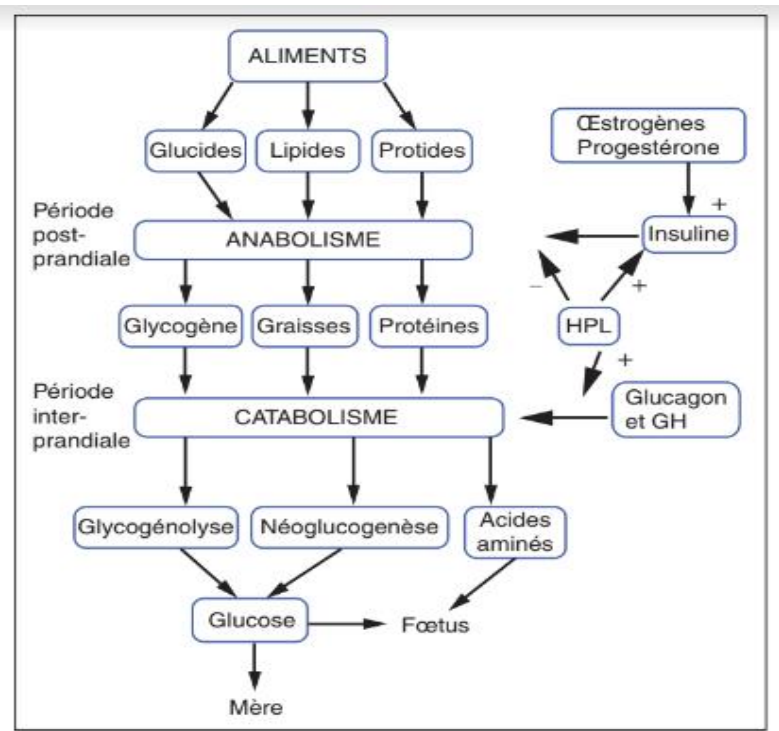 ALIMENTS
Glucides
Lipides
Protides
Œstrogènes
Progestérone
+
Période
post-
prandiale
ANABOLISME
Insuline
–
+
Glycogène
Graisses
Protéines
HPL
+
Période
inter-
prandiale
CATABOLISME
Glucagon
et GH
Glycogénolyse
Néoglucogenèse
Acides
aminés
Glucose
Fœtus
Mère